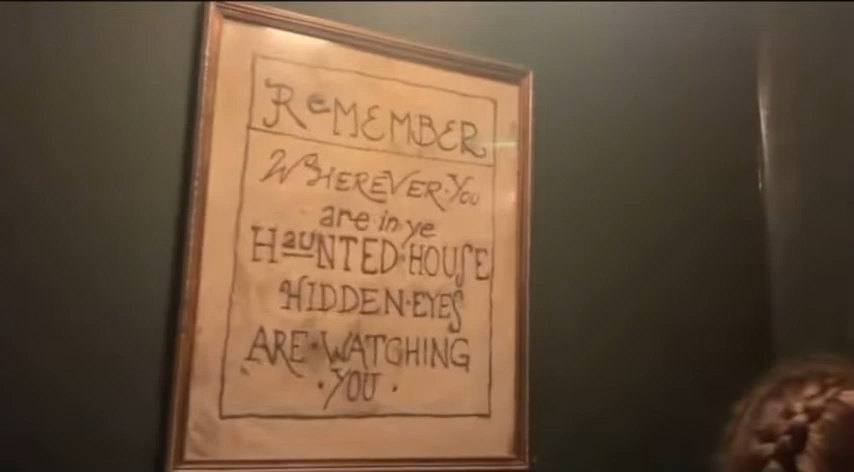 ReMEMBER
WHEREVER·YOU
are·in·ye
HauNTED·HOUſE
HIDDEN·EYES
ARE·WATCHING
·YOU·